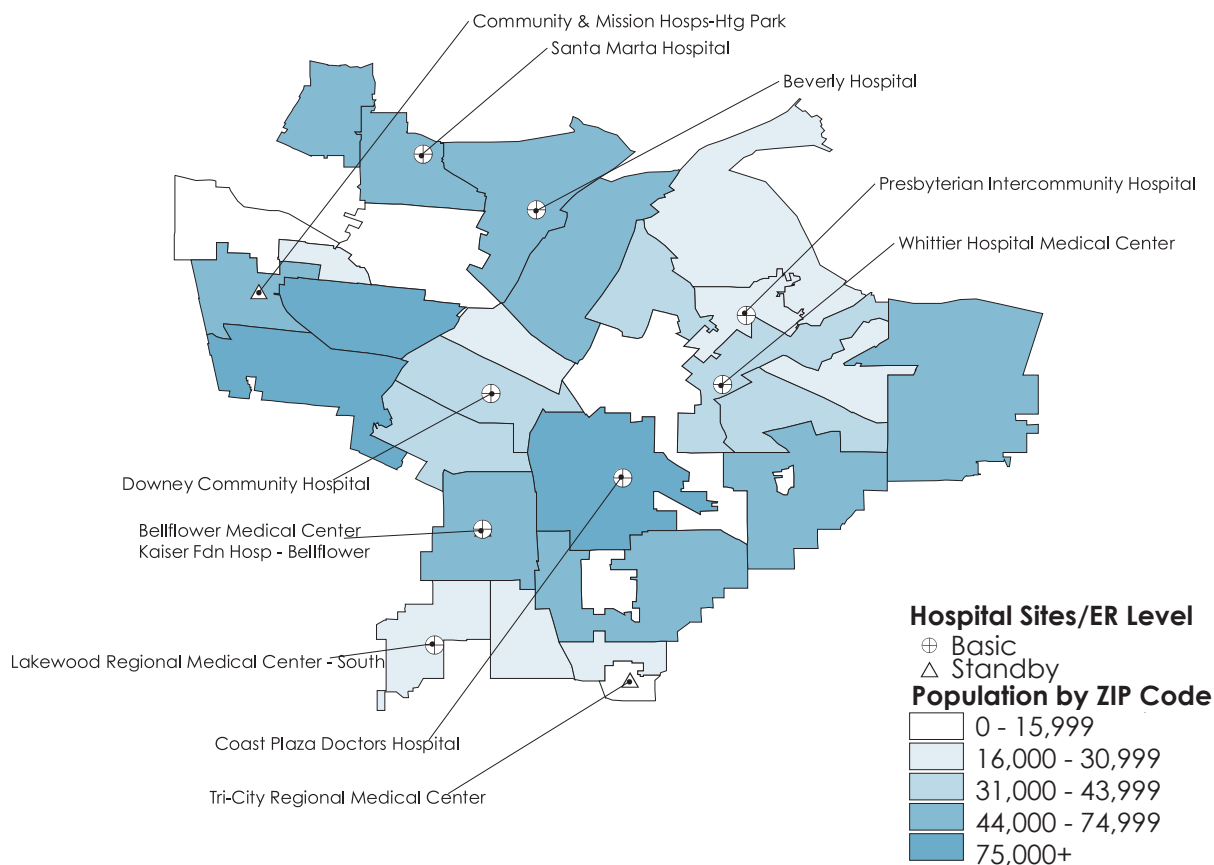 Community & Mission Hosps-Htg Park
Santa Marta Hospital
Beverly Hospital
Presbyterian Intercommunity Hospital
Whittier Hospital Medical Center
Downey Community Hospital
Bellflower Medical Center
Kaiser Fdn Hosp - Bellflower
Lakewood Regional Medical Center - South
Coast Plaza Doctors Hospital
Tri-City Regional Medical Center
Hospital Sites/ER Level
Basic
Standby
Population by ZIP Code
0 - 15,999
16,000 - 30,999
31,000 - 43,999
44,000 - 74,999
75,000+